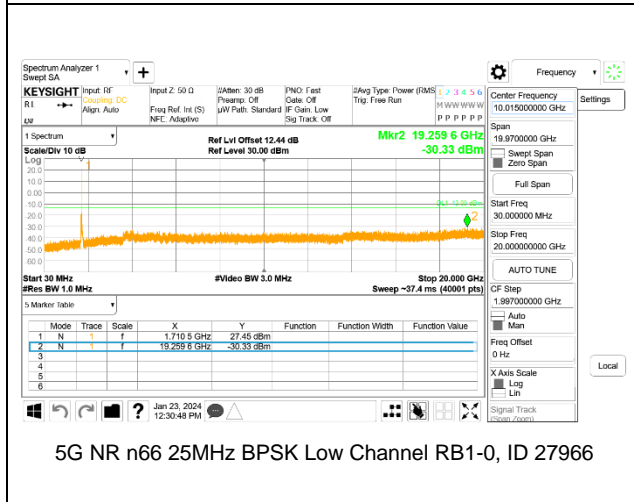 Spectrum Analyzer 1
Swept SA
+
Frequency
KEYSIGHT
Input: RF
Coupling: DC
Align: Auto
Input Z: 50 Ω
Freq Ref: Int (S)
NFE: Adaptive
#Atten: 30 dB
Preamp: Off
µW Path: Standard
PNO: Fast
Gate: Off
IF Gain: Low
Sig Track: Off
#Avg Type: Power (RMS
Trig: Free Run
1 2 3 4 5 6
M W W W W W
P P P P P P
Center Frequency
10.015000000 GHz
Settings
Span
19.9700000 GHz
Swept Span
Zero Span
Full Span
Start Freq
30.000000 MHz
Stop Freq
20.000000000 GHz
AUTO TUNE
CF Step
1.997000000 GHz
Auto
Man
Freq Offset
0 Hz
X Axis Scale
Log
Lin
Local
Signal Track
(Span Zoom)
1 Spectrum
Scale/Div 10 dB
Ref Lvl Offset 12.44 dB
Ref Level 30.00 dBm
Mkr2 19.259 6 GHz
-30.33 dBm
Log
20.0
10.0
0.00
-10.0
-20.0
-30.0
-40.0
-50.0
-60.0
1
2
Start 30 MHz
#Res BW 1.0 MHz
#Video BW 3.0 MHz
Stop 20.000 GHz
Sweep ~37.4 ms (40001 pts)
5 Marker Table
Mode Trace Scale X Y Function Function Width Function Value
1 N 1 f 1.710 5 GHz 27.45 dBm
2 N 1 f 19.259 6 GHz -30.33 dBm
3
4
5
6
?
Jan 23, 2024
12:30:48 PM
5G NR n66 25MHz BPSK Low Channel RB1-0, ID 27966